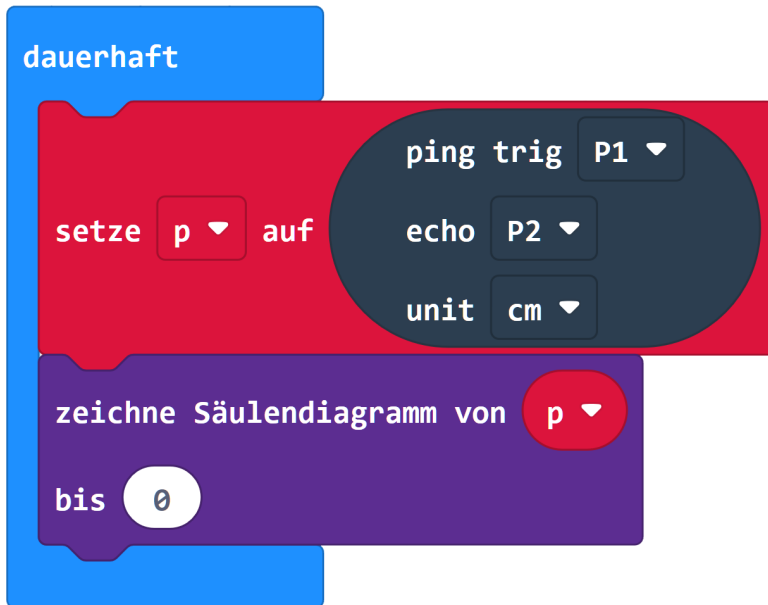 dauerhaft
ping trig P1
setze p auf echo P2
unit cm
zeichne Säulendiagramm von p
bis 0